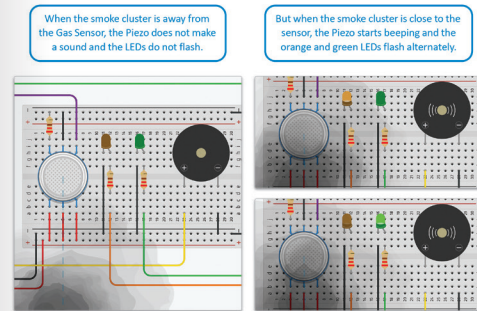 When the smoke cluster is away from
the Gas Sensor, the Piezo does not make
a sound and the LEDs do not flash.
But when the smoke cluster is close to the
sensor, the Piezo starts beeping and the
orange and green LEDs flash alternately.